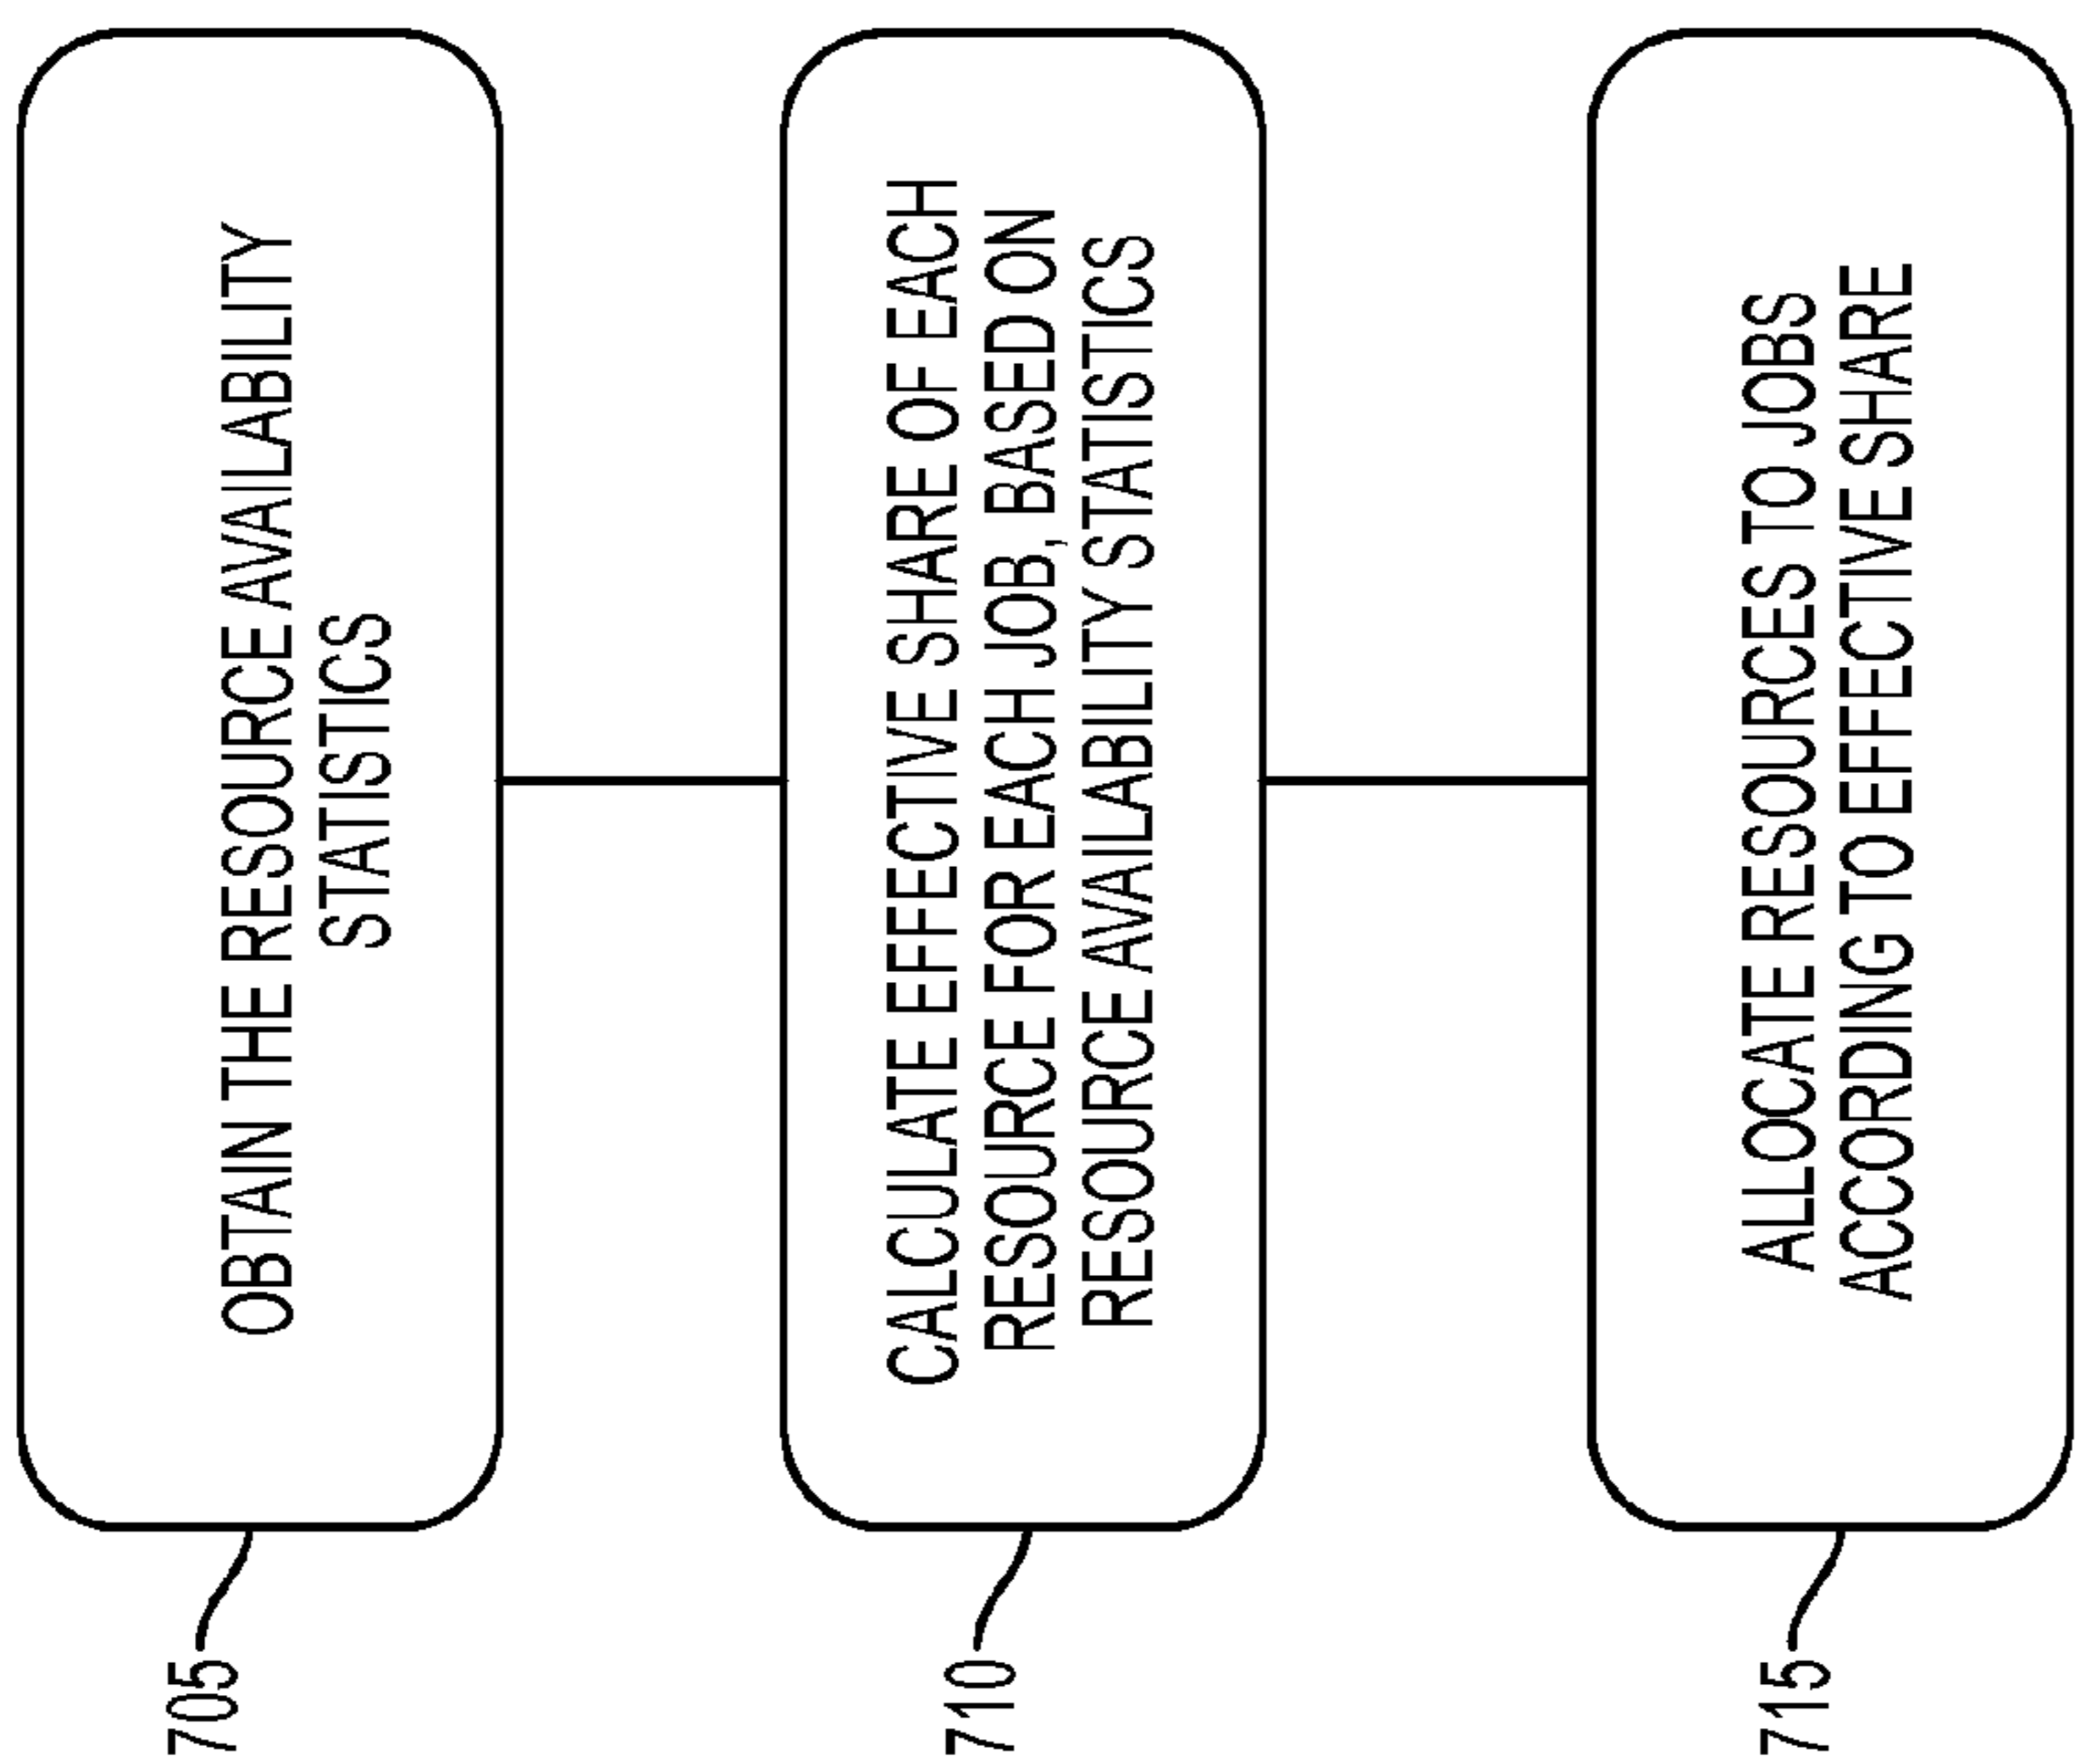 705
OBTAIN THE RESOURCE AVAILABILITY
STATISTICS
710
CALCULATE EFFECTIVE SHARE OF EACH
RESOURCE FOR EACH JOB, BASED ON
RESOURCE AVAILABILITY STATISTICS
715
ALLOCATE RESOURCES TO JOBS
ACCORDING TO EFFECTIVE SHARE